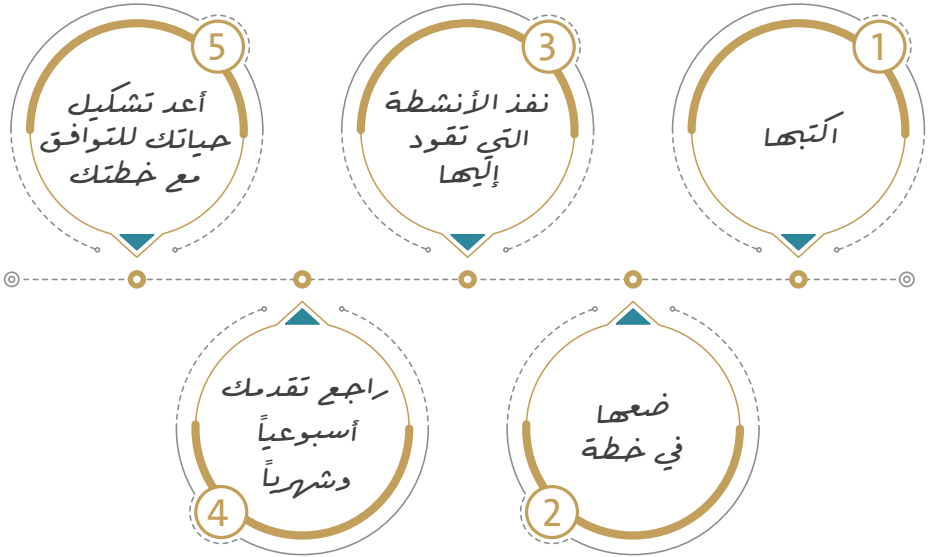 1
اكتبها
2
ضعها
في خطة
3
نفذ الأنشطة
التي تقود
إليها
4
راجع تقدمك
أسبوعياً
وشهرياً
5
أعد تشكيل
حياتك للتوافق
مع خطتك